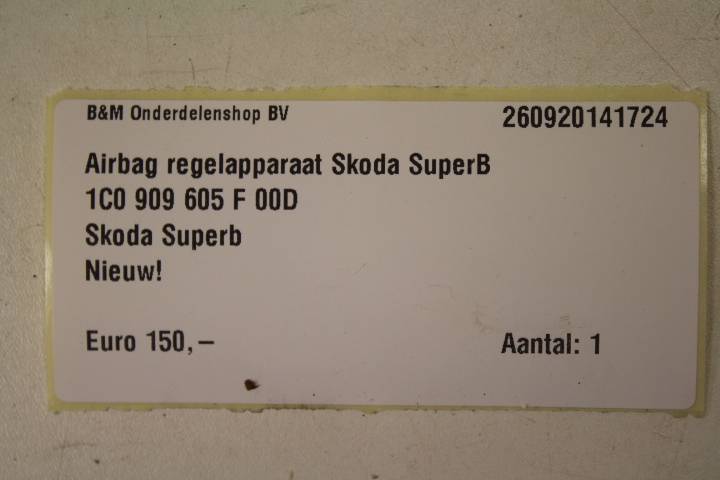 B&M Onderdelenshop BV 260920141724
Airbag regelapparaat Skoda SuperB
1C0 909 605 F 00D
Skoda Superb
Nieuw!
Euro 150,– Aantal: 1